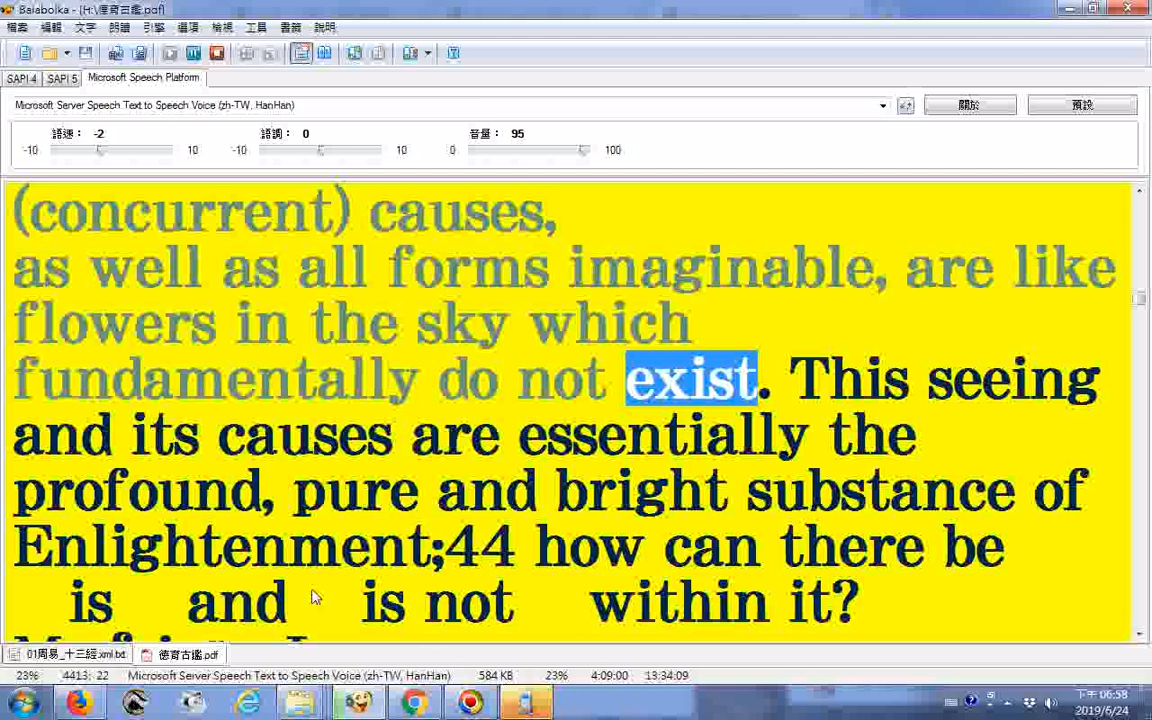 Balabolka - [H:\德育古鑑.pdf]
檔案 編輯 文字 朗讀 引擎 選項 檢視 工具 書籤 說明
SAPI 4 SAPI 5 Microsoft Speech Platform
Microsoft Server Speech Text to Speech Voice (zh-TW, HanHan) 關於 預設
語速： -2 語調： 0 音量： 95
-10 10 -10 10 0 100
(concurrent) causes,
as well as all forms imaginable, are like
flowers in the sky which
fundamentally do not exist. This seeing
and its causes are essentially the
profound, pure and bright substance of
Enlightenment;44 how can there be
is and is not within it?
01周易_十三經.xml.txt 德育古鑑.pdf
23% 4413: 22 Microsoft Server Speech Text to Speech Voice (zh-TW, HanHan) 584 KB 23% 4:09:00 13:34:09
下午 06:58
2019/6/24